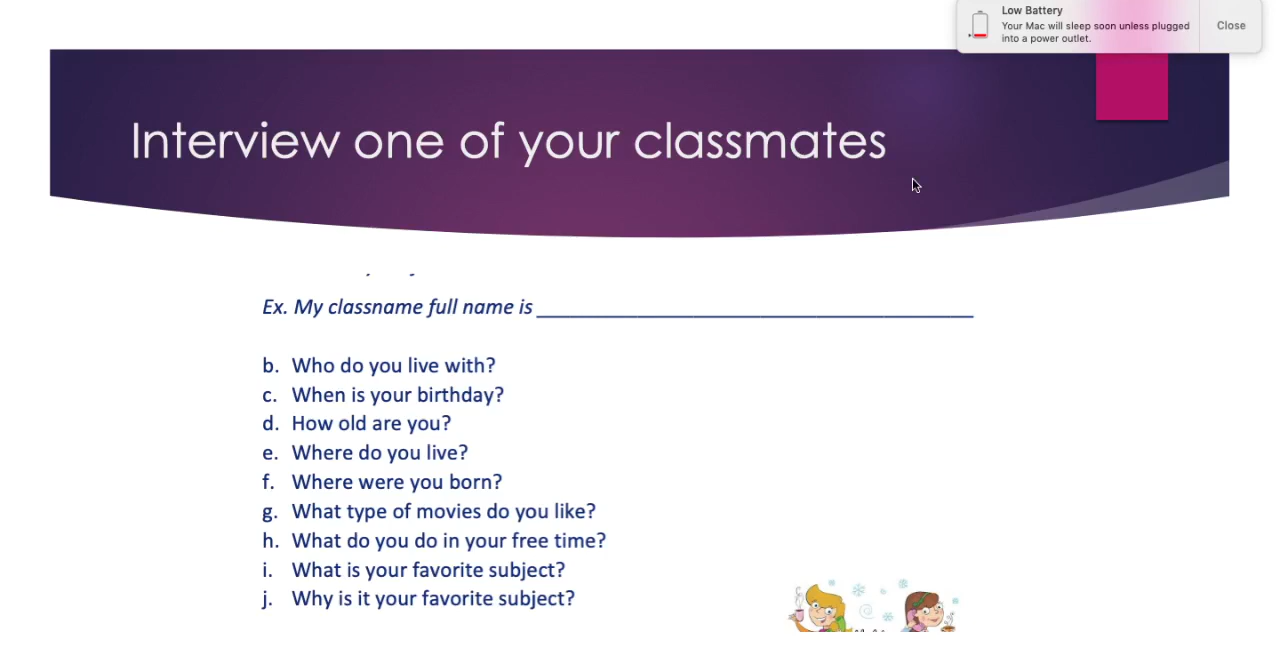 Low Battery
Your Mac will sleep soon unless plugged
into a power outlet.
Close
Interview one of your classmates
Ex. My classname full name is ____________________
b. Who do you live with?
c. When is your birthday?
d. How old are you?
e. Where do you live?
f. Where were you born?
g. What type of movies do you like?
h. What do you do in your free time?
i. What is your favorite subject?
j. Why is it your favorite subject?